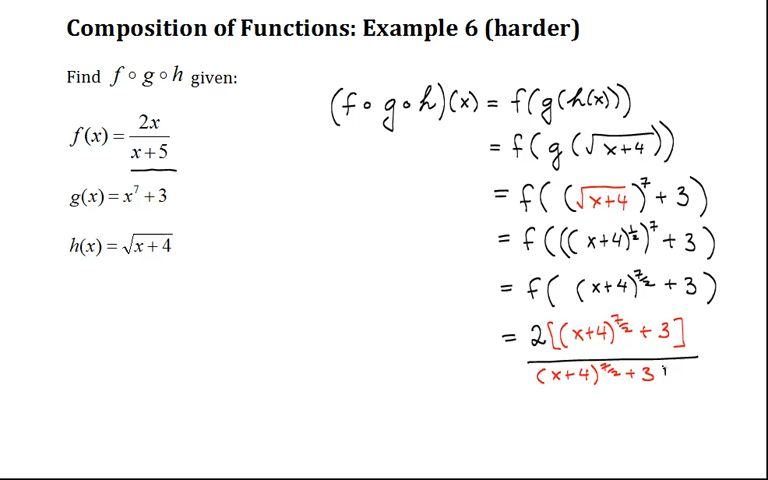 Composition of Functions: Example 6 (harder)
Find f ∘ g ∘ h given:
f(x) = 2x / (x + 5)
g(x) = x⁷ + 3
h(x) = √(x + 4)
(f ∘ g ∘ h)(x) = f(g(h(x)))
= f(g(√(x+4)))
= f((√(x+4))⁷ + 3)
= f(((x+4)^½)⁷ + 3)
= f((x+4)^7/2 + 3)
= 2[(x+4)^7/2 + 3]
(x+4)^7/2 + 3